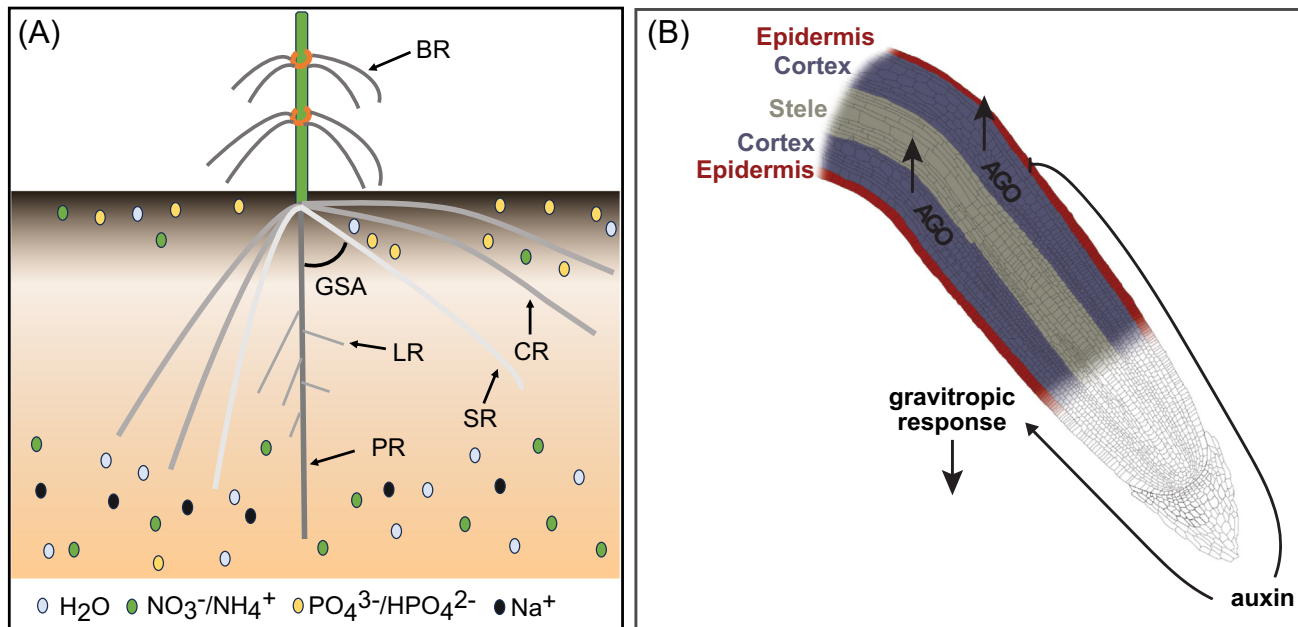 (A)
BR
GSA
LR
CR
SR
PR
H₂O NO₃⁻/NH₄⁺ PO₄³⁻/HPO₄²⁻ Na⁺
(B)
Epidermis
Cortex
Stele
Cortex
Epidermis
AGO
AGO
gravitropic
response
auxin